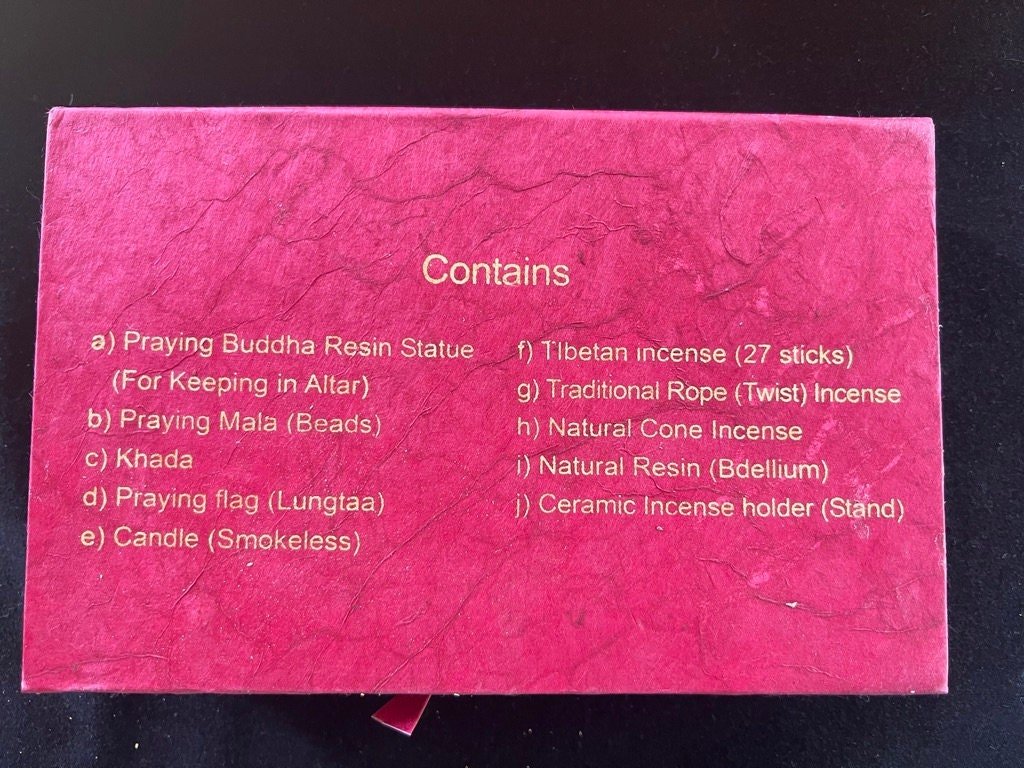 Contains
a) Praying Buddha Resin Statue
(For Keeping in Altar)
b) Praying Mala (Beads)
c) Khada
d) Praying flag (Lungtaa)
e) Candle (Smokeless)
f) TIbetan incense (27 sticks)
g) Traditional Rope (Twist) Incense
h) Natural Cone Incense
i) Natural Resin (Bdellium)
j) Ceramic Incense holder (Stand)